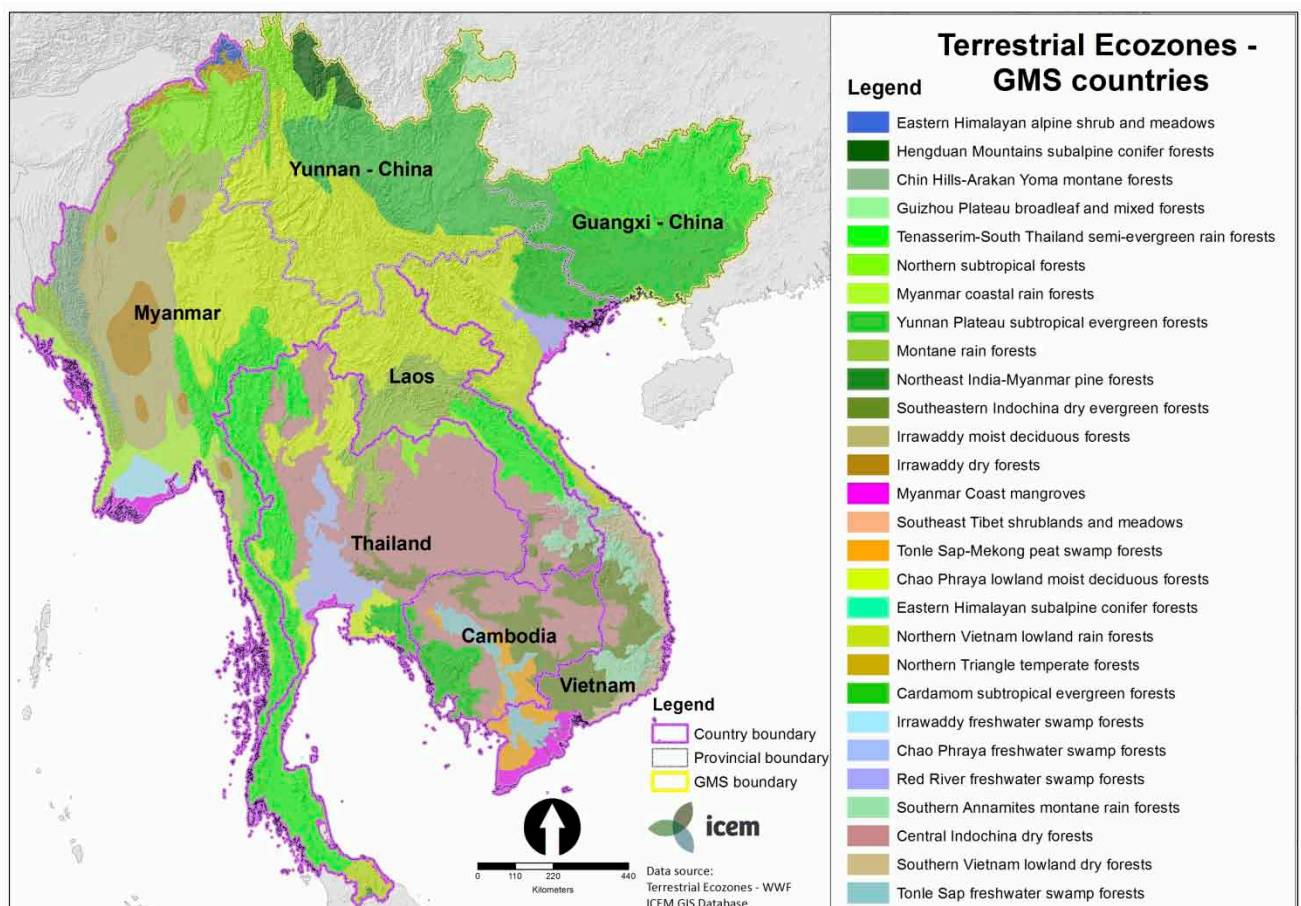 Terrestrial Ecozones -
GMS countries
Legend
Eastern Himalayan alpine shrub and meadows
Hengduan Mountains subalpine conifer forests
Chin Hills-Arakan Yoma montane forests
Guizhou Plateau broadleaf and mixed forests
Tenasserim-South Thailand semi-evergreen rain forests
Northern subtropical forests
Myanmar coastal rain forests
Yunnan Plateau subtropical evergreen forests
Montane rain forests
Northeast India-Myanmar pine forests
Southeastern Indochina dry evergreen forests
Irrawaddy moist deciduous forests
Irrawaddy dry forests
Myanmar Coast mangroves
Southeast Tibet shrublands and meadows
Tonle Sap-Mekong peat swamp forests
Chao Phraya lowland moist deciduous forests
Eastern Himalayan subalpine conifer forests
Northern Vietnam lowland rain forests
Northern Triangle temperate forests
Cardamom subtropical evergreen forests
Irrawaddy freshwater swamp forests
Chao Phraya freshwater swamp forests
Red River freshwater swamp forests
Southern Annamites montane rain forests
Central Indochina dry forests
Southern Vietnam lowland dry forests
Tonle Sap freshwater swamp forests
Yunnan - China
Guangxi - China
Myanmar
Laos
Thailand
Cambodia
Vietnam
Legend
Country boundary
Provincial boundary
GMS boundary
icem
0 110 220 440
Kilometers
Data source:
Terrestrial Ecozones - WWF
ICEM GIS Database